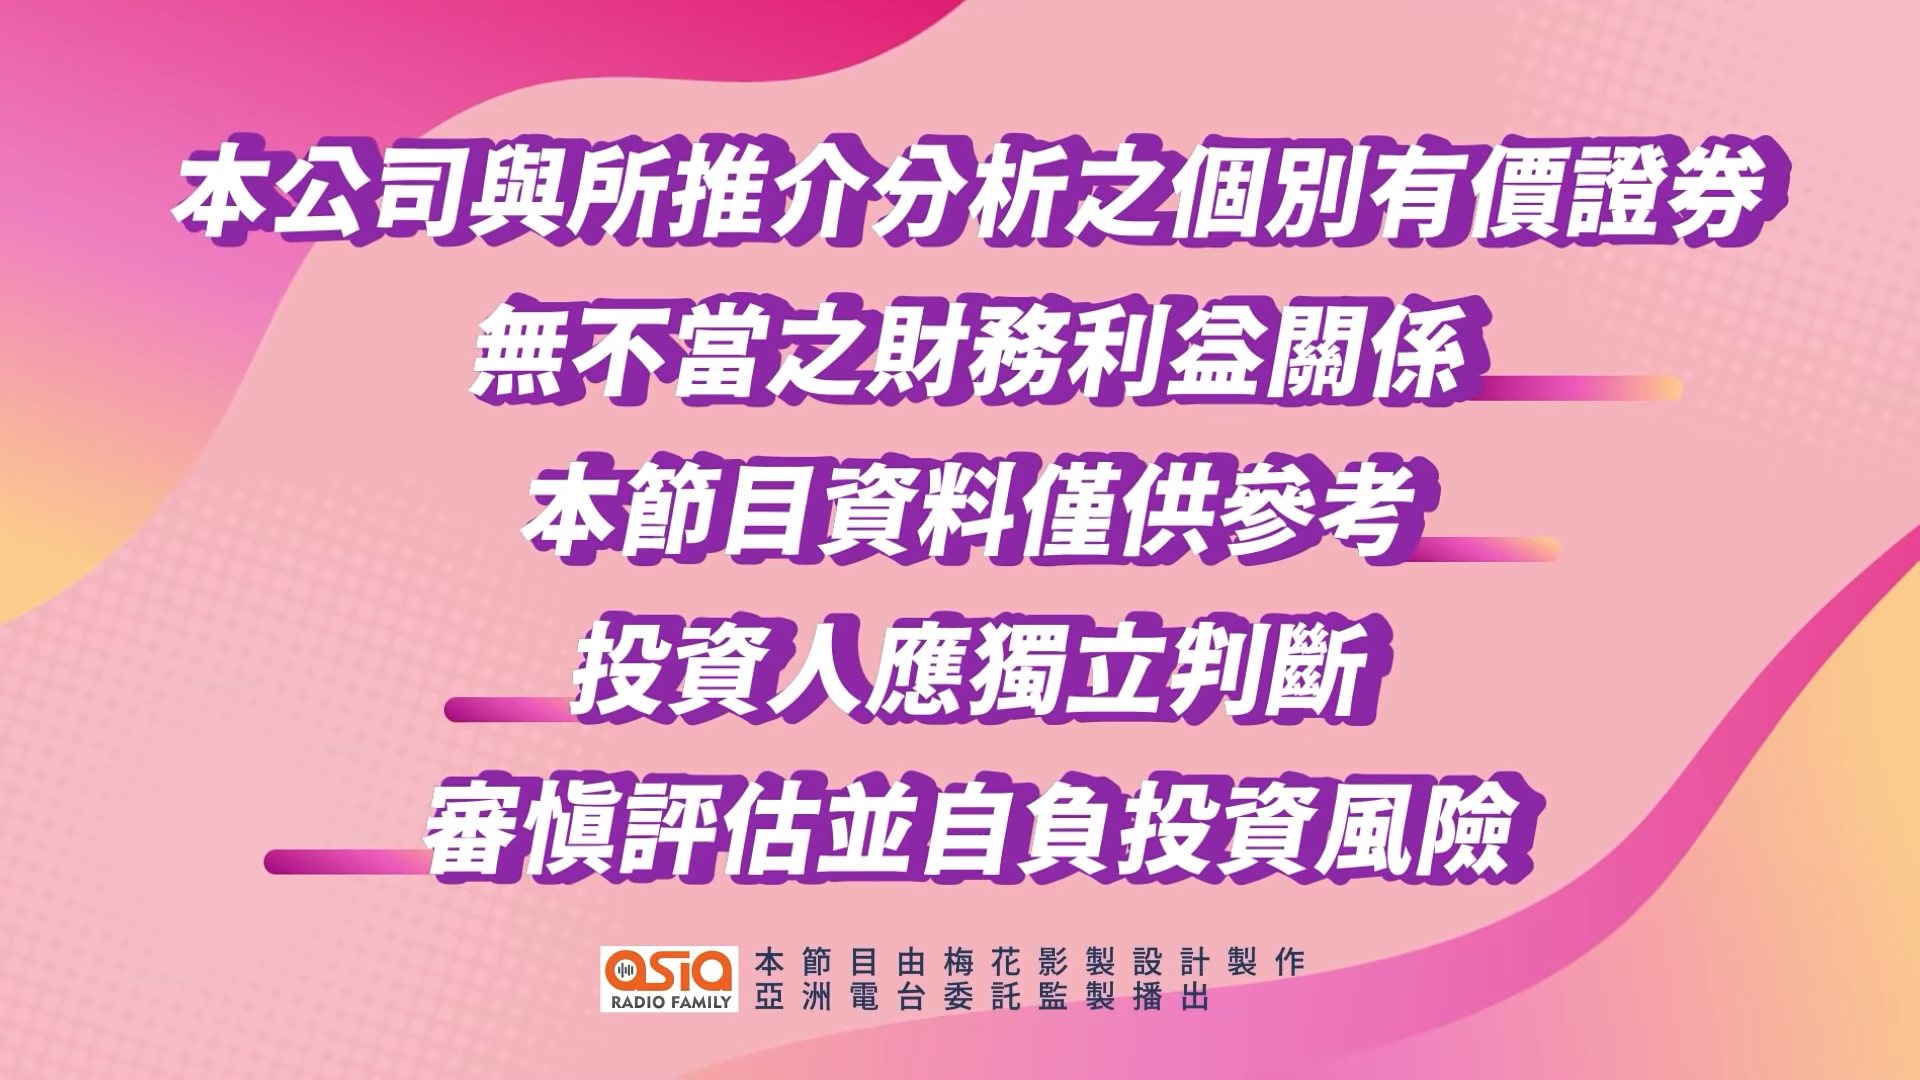 本公司與所推介分析之個別有價證券
無不當之財務利益關係
本節目資料僅供參考
投資人應獨立判斷
審慎評估並自負投資風險
asia
RADIO FAMILY
本節目由梅花影製設計製作
亞洲電台委託監製播出